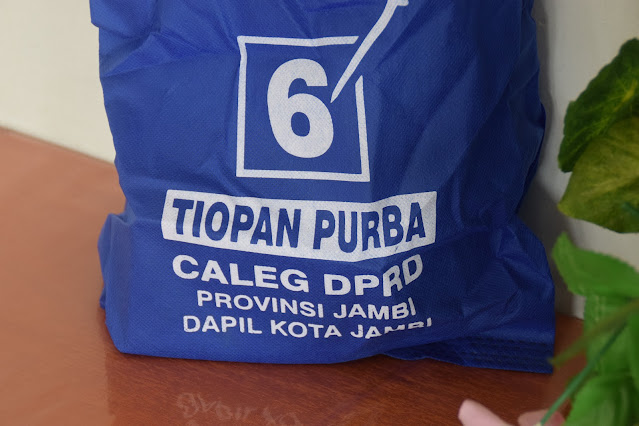 6
TIOPAN PURBA
CALEG DPRD
PROVINSI JAMBI
DAPIL KOTA JAMBI